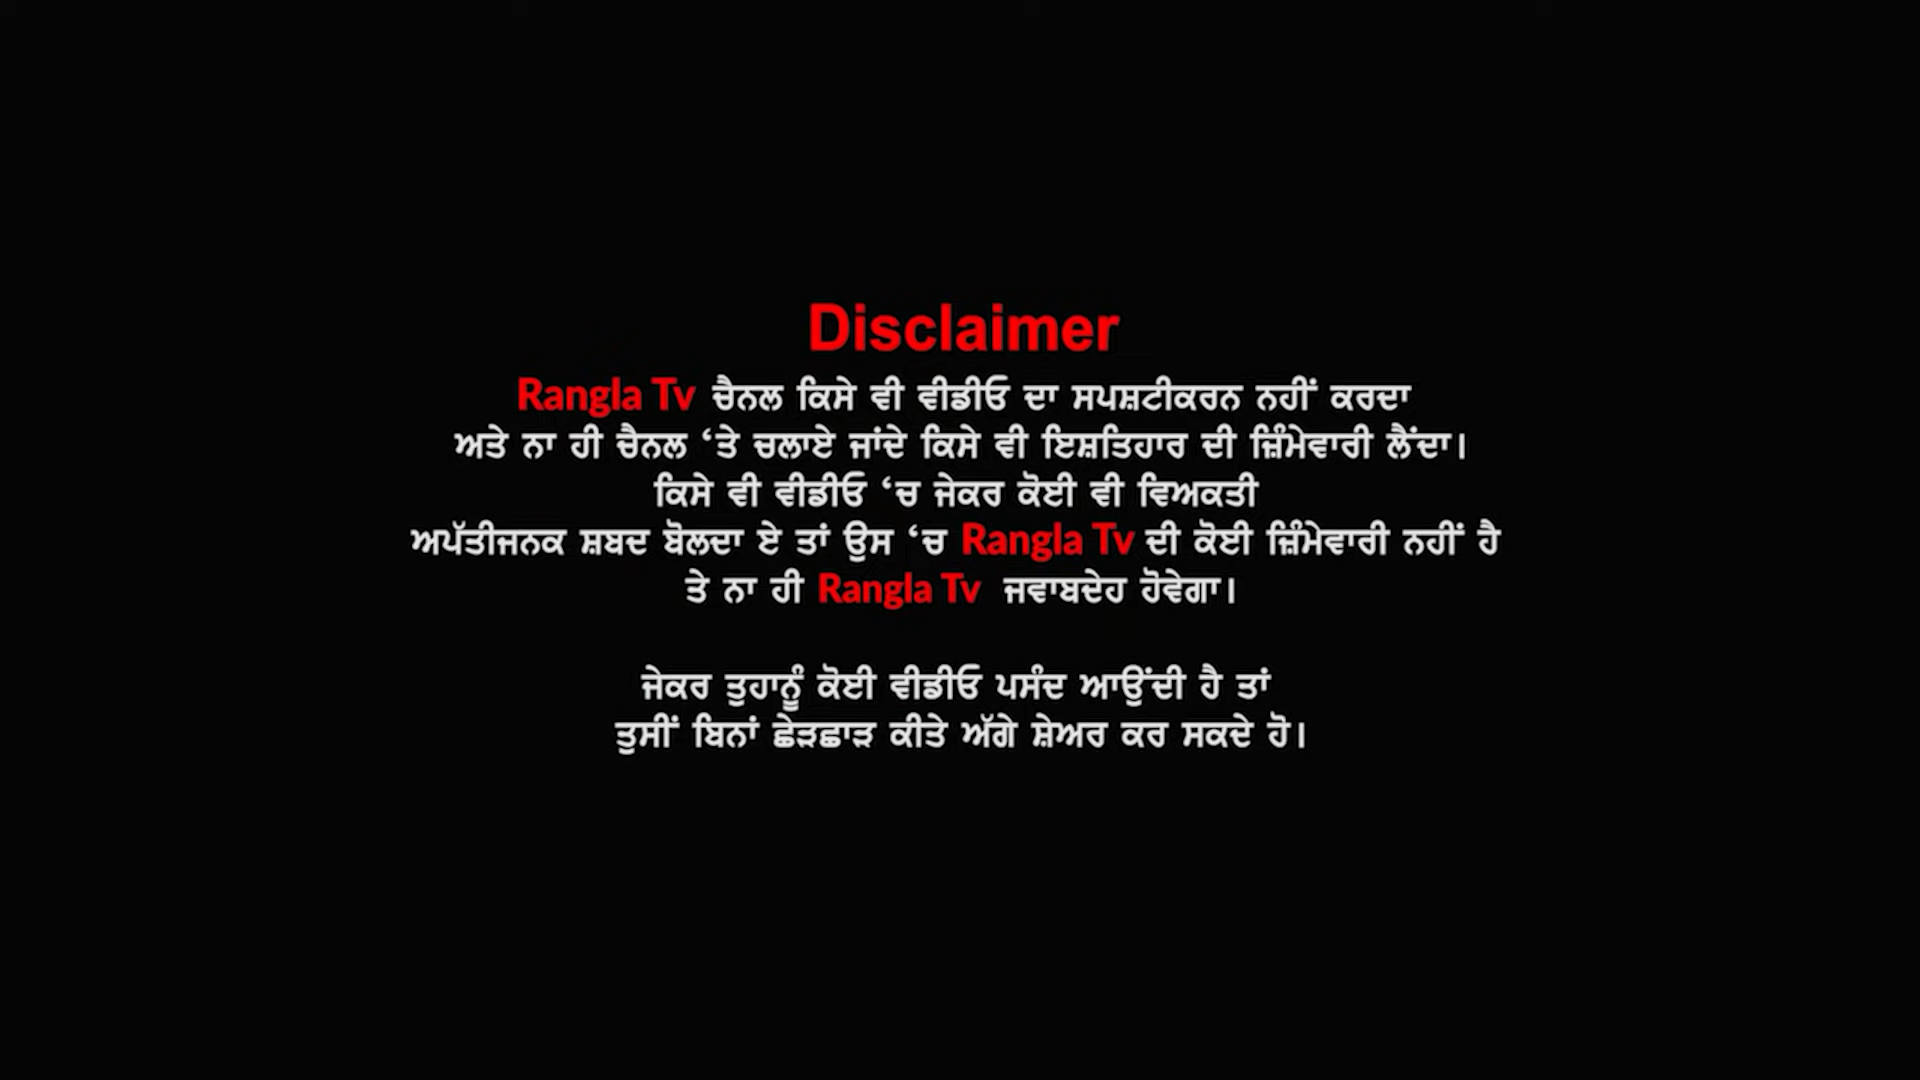 Disclaimer
Rangla Tv ਚੈਨਲ ਕਿਸੇ ਵੀ ਵੀਡੀਓ ਦਾ ਸਪਸ਼ਟੀਕਰਨ ਨਹੀਂ ਕਰਦਾ
ਅਤੇ ਨਾ ਹੀ ਚੈਨਲ ‘ਤੇ ਚਲਾਏ ਜਾਂਦੇ ਕਿਸੇ ਵੀ ਇਸ਼ਤਿਹਾਰ ਦੀ ਜ਼ਿੰਮੇਵਾਰੀ ਲੈਂਦਾ।
ਕਿਸੇ ਵੀ ਵੀਡੀਓ ‘ਚ ਜੇਕਰ ਕੋਈ ਵੀ ਵਿਅਕਤੀ
ਅਪੱਤੀਜਨਕ ਸ਼ਬਦ ਬੋਲਦਾ ਏ ਤਾਂ ਉਸ ‘ਚ Rangla Tv ਦੀ ਕੋਈ ਜ਼ਿੰਮੇਵਾਰੀ ਨਹੀਂ ਹੈ
ਤੇ ਨਾ ਹੀ Rangla Tv ਜਵਾਬਦੇਹ ਹੋਵੇਗਾ।
ਜੇਕਰ ਤੁਹਾਨੂੰ ਕੋਈ ਵੀਡੀਓ ਪਸੰਦ ਆਉਂਦੀ ਹੈ ਤਾਂ
ਤੁਸੀਂ ਬਿਨਾਂ ਛੇੜਛਾੜ ਕੀਤੇ ਅੱਗੇ ਸ਼ੇਅਰ ਕਰ ਸਕਦੇ ਹੋ।